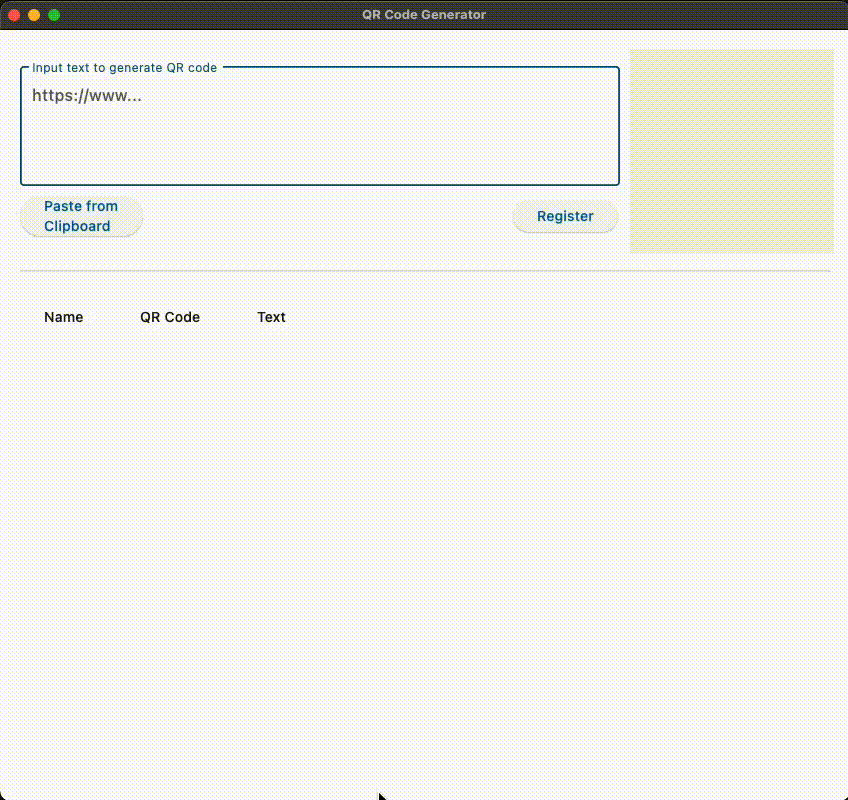 QR Code Generator
Input text to generate QR code
https://www...
Paste from
Clipboard
Register
Name QR Code Text